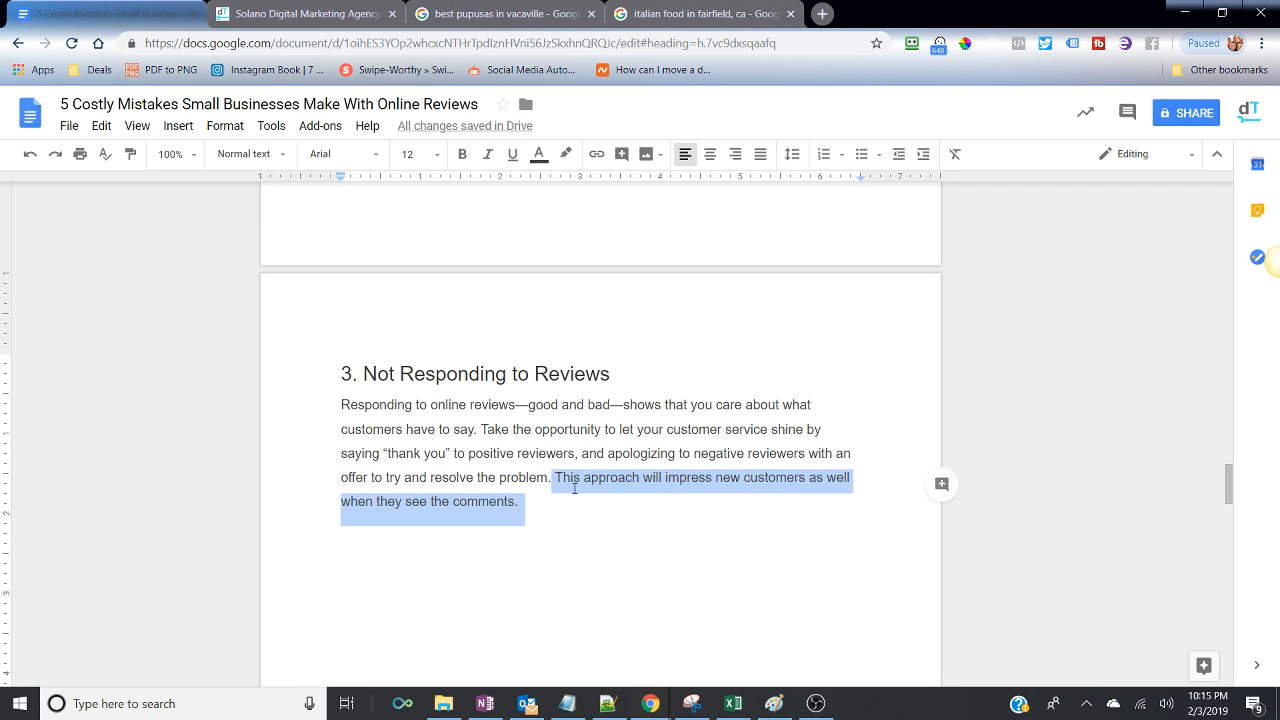 5 Costly Mistakes Small Business
Solano Digital Marketing Agency
best pupusas in vacaville - Google
italian food in fairfield, ca - Goog
Paused
Apps
Deals
PDF to PNG
Instagram Book | 7 ...
Swipe-Worthy » Swi...
Social Media Auto...
How can I move a d...
Other bookmarks
5 Costly Mistakes Small Businesses Make With Online Reviews
SHARE
File Edit View Insert Format Tools Add-ons Help All changes saved in Drive
100% Normal text Arial 12 Editing
3. Not Responding to Reviews
Responding to online reviews—good and bad—shows that you care about what
customers have to say. Take the opportunity to let your customer service shine by
saying “thank you” to positive reviewers, and apologizing to negative reviewers with an
offer to try and resolve the problem. This approach will impress new customers as well
when they see the comments.
Type here to search
10:15 PM
2/3/2019